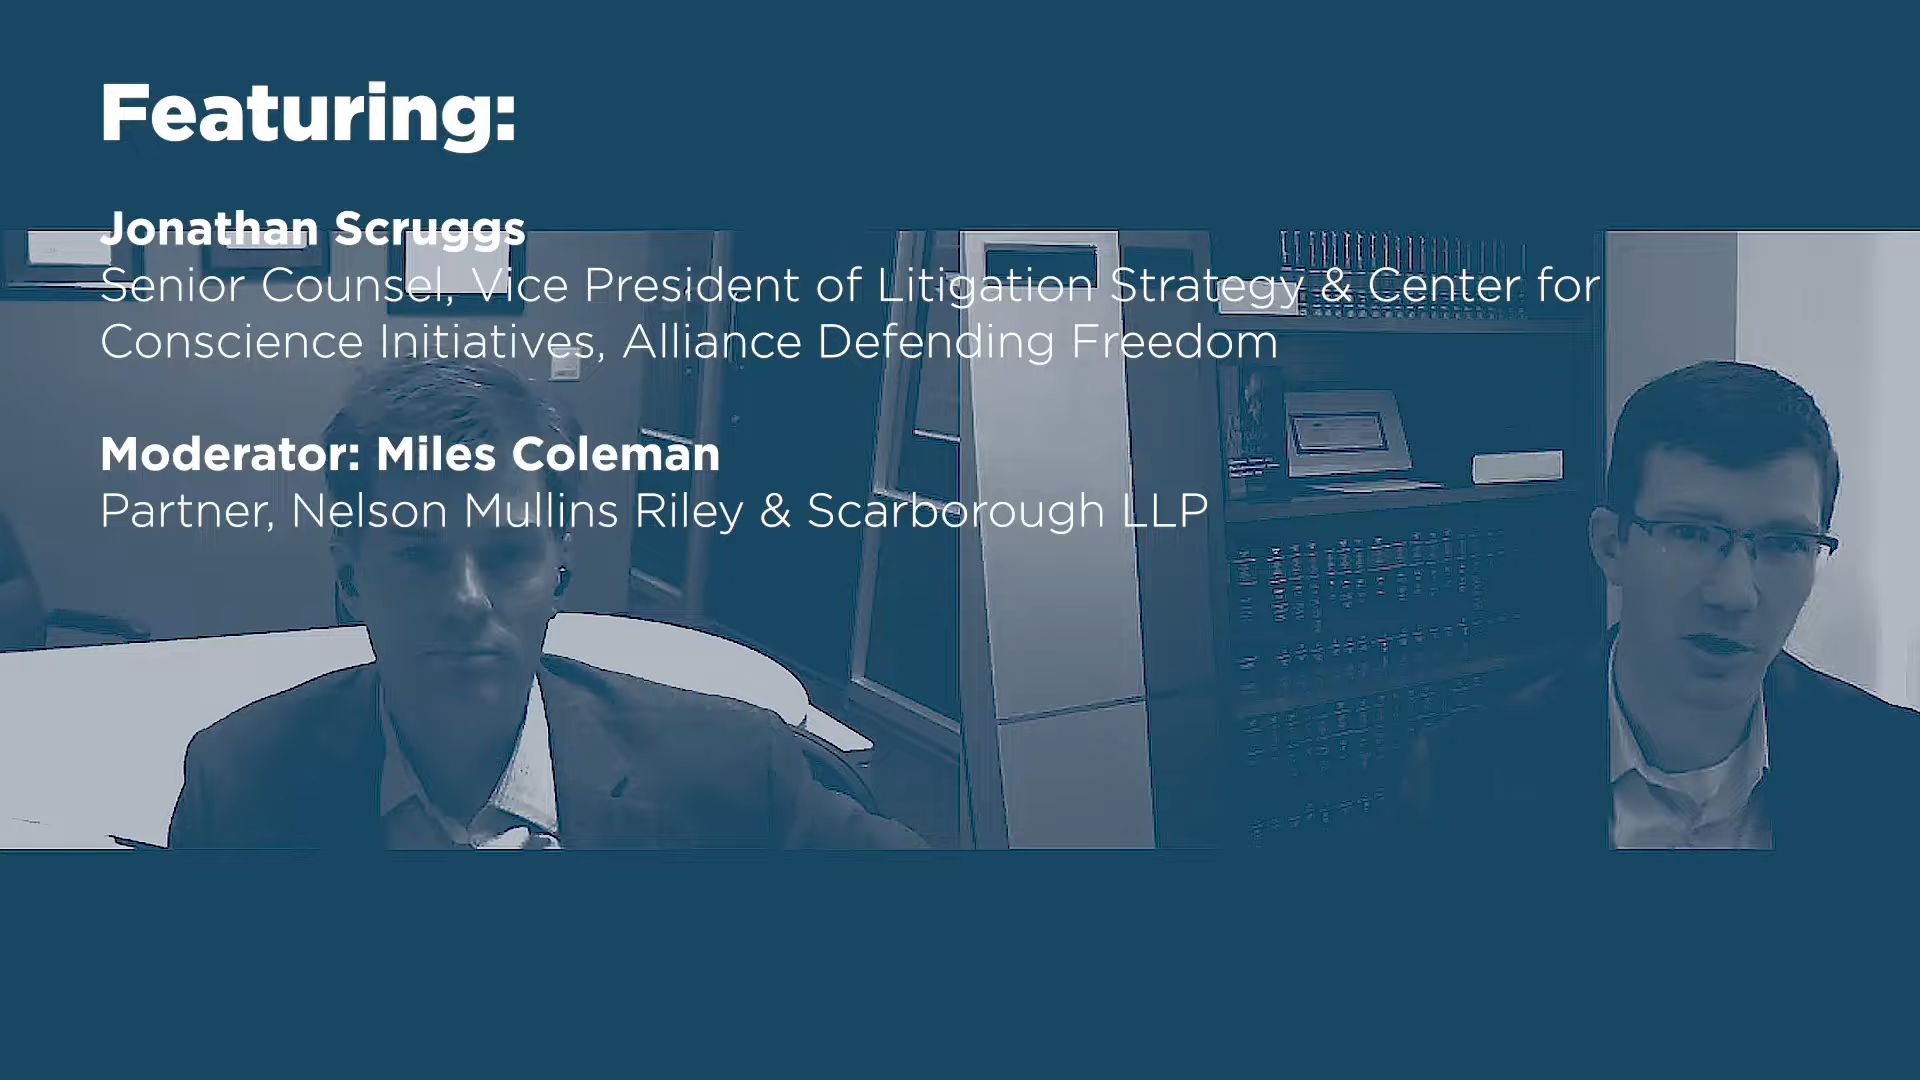 Featuring:
Jonathan Scruggs
Senior Counsel, Vice President of Litigation Strategy & Center for
Conscience Initiatives, Alliance Defending Freedom
Moderator: Miles Coleman
Partner, Nelson Mullins Riley & Scarborough LLP